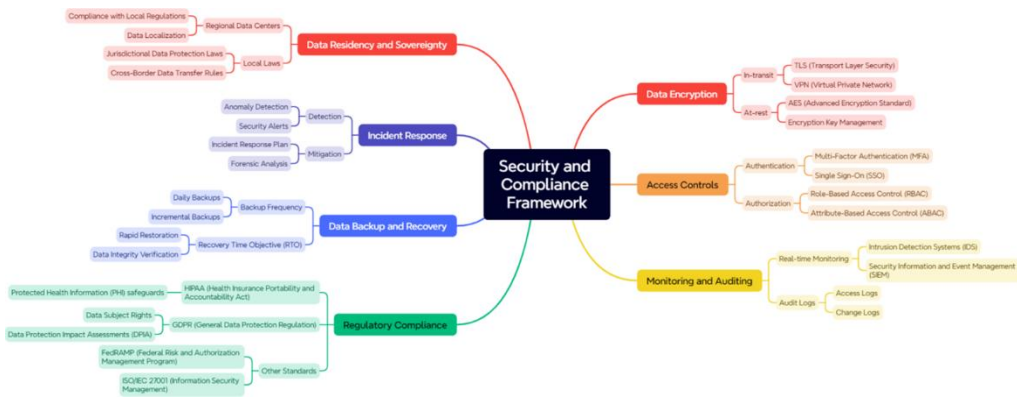 Security and
Compliance
Framework
Data Encryption
In-transit
TLS (Transport Layer Security)
VPN (Virtual Private Network)
At-rest
AES (Advanced Encryption Standard)
Encryption Key Management
Access Controls
Authentication
Multi-Factor Authentication (MFA)
Single Sign-On (SSO)
Authorization
Role-Based Access Control (RBAC)
Attribute-Based Access Control (ABAC)
Monitoring and Auditing
Real-time Monitoring
Intrusion Detection Systems (IDS)
Security Information and Event Management
(SIEM)
Audit Logs
Access Logs
Change Logs
Data Residency and Sovereignty
Regional Data Centers
Compliance with Local Regulations
Data Localization
Local Laws
Jurisdictional Data Protection Laws
Cross-Border Data Transfer Rules
Incident Response
Detection
Anomaly Detection
Security Alerts
Mitigation
Incident Response Plan
Forensic Analysis
Data Backup and Recovery
Backup Frequency
Daily Backups
Incremental Backups
Recovery Time Objective (RTO)
Rapid Restoration
Data Integrity Verification
Regulatory Compliance
HIPAA (Health Insurance Portability and
Accountability Act)
Protected Health Information (PHI) safeguards
GDPR (General Data Protection Regulation)
Data Subject Rights
Data Protection Impact Assessments (DPIA)
Other Standards
FedRAMP (Federal Risk and Authorization
Management Program)
ISO/IEC 27001 (Information Security
Management)